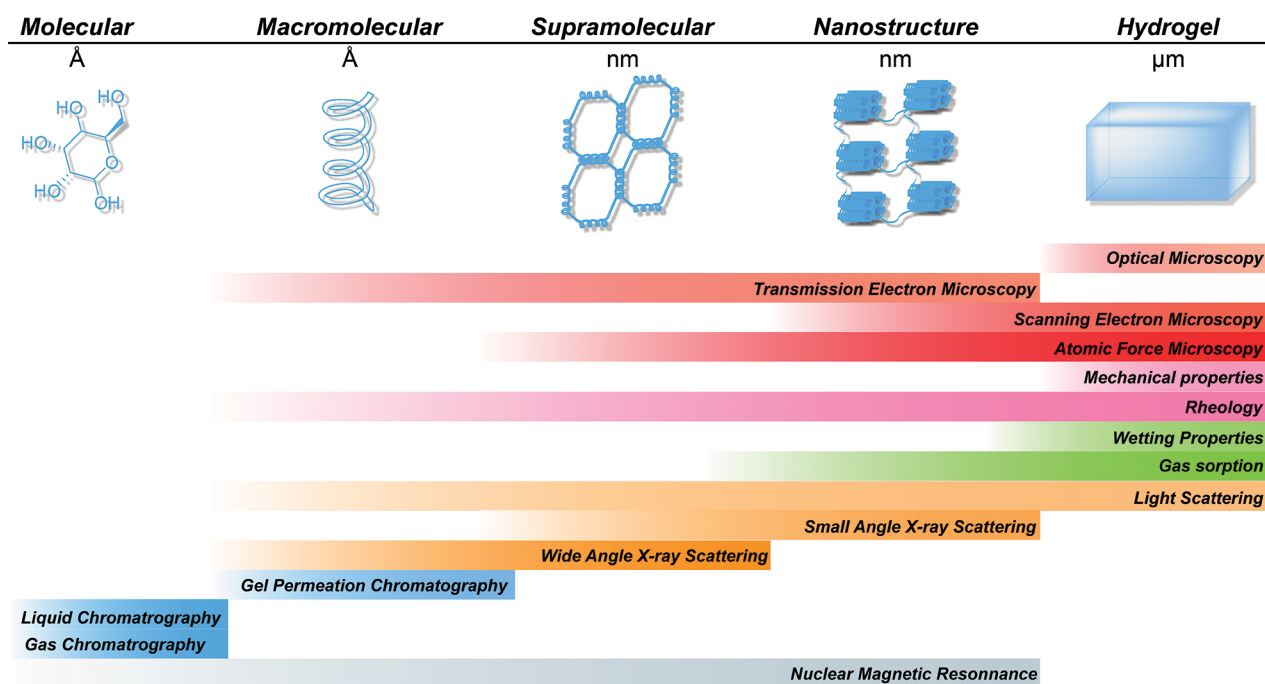 Molecular Macromolecular Supramolecular Nanostructure Hydrogel
Å Å nm nm µm
HO
HO
HO
HO
OH
O
Optical Microscopy
Transmission Electron Microscopy
Scanning Electron Microscopy
Atomic Force Microscopy
Mechanical properties
Rheology
Wetting Properties
Gas sorption
Light Scattering
Small Angle X-ray Scattering
Wide Angle X-ray Scattering
Gel Permeation Chromatography
Liquid Chromatrography
Gas Chromatrography
Nuclear Magnetic Resonnance